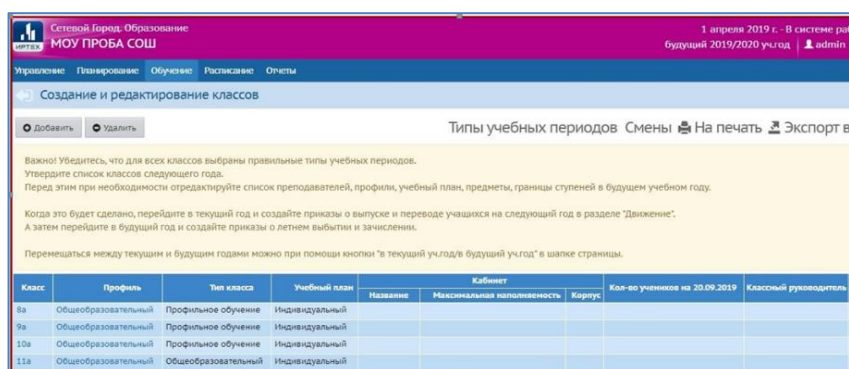 ИРТЕХ
Сетевой Город. Образование
МОУ ПРОБА СОШ
1 апреля 2019 г. - В системе ра
будущий 2019/2020 уч.год admin
Управление Планирование Обучение Расписание Отчеты
Создание и редактирование классов
Добавить Удалить Типы учебных периодов Смены На печать Экспорт в
Важно! Убедитесь, что для всех классов выбраны правильные типы учебных периодов.
Утвердите список классов следующего года.
Перед этим при необходимости отредактируйте список преподавателей, профили, учебный план, предметы, границы ступеней в будущем учебном году.
Когда это будет сделано, перейдите в текущий год и создайте приказы о выпуске и переводе учащихся на следующий год в разделе "Движение".
А затем перейдите в будущий год и создайте приказы о летнем выбытии и зачислении.
Перемещаться между текущим и будущим годами можно при помощи кнопки "в текущий уч.год/в будущий уч.год" в шапке страницы.
Класс Профиль Тип класса Учебный план Кабинет Кол-во учеников на 20.09.2019 Классный руководитель
Название Максимальная наполняемость Корпус
8а Общеобразовательный Профильное обучение Индивидуальный
9а Общеобразовательный Профильное обучение Индивидуальный
10а Общеобразовательный Профильное обучение Индивидуальный
11а Общеобразовательный Общеобразовательный Индивидуальный